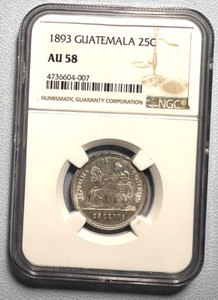 1893 GUATEMALA 25C
AU 58
4736604-007
NUMISMATIC GUARANTY CORPORATION
NGC